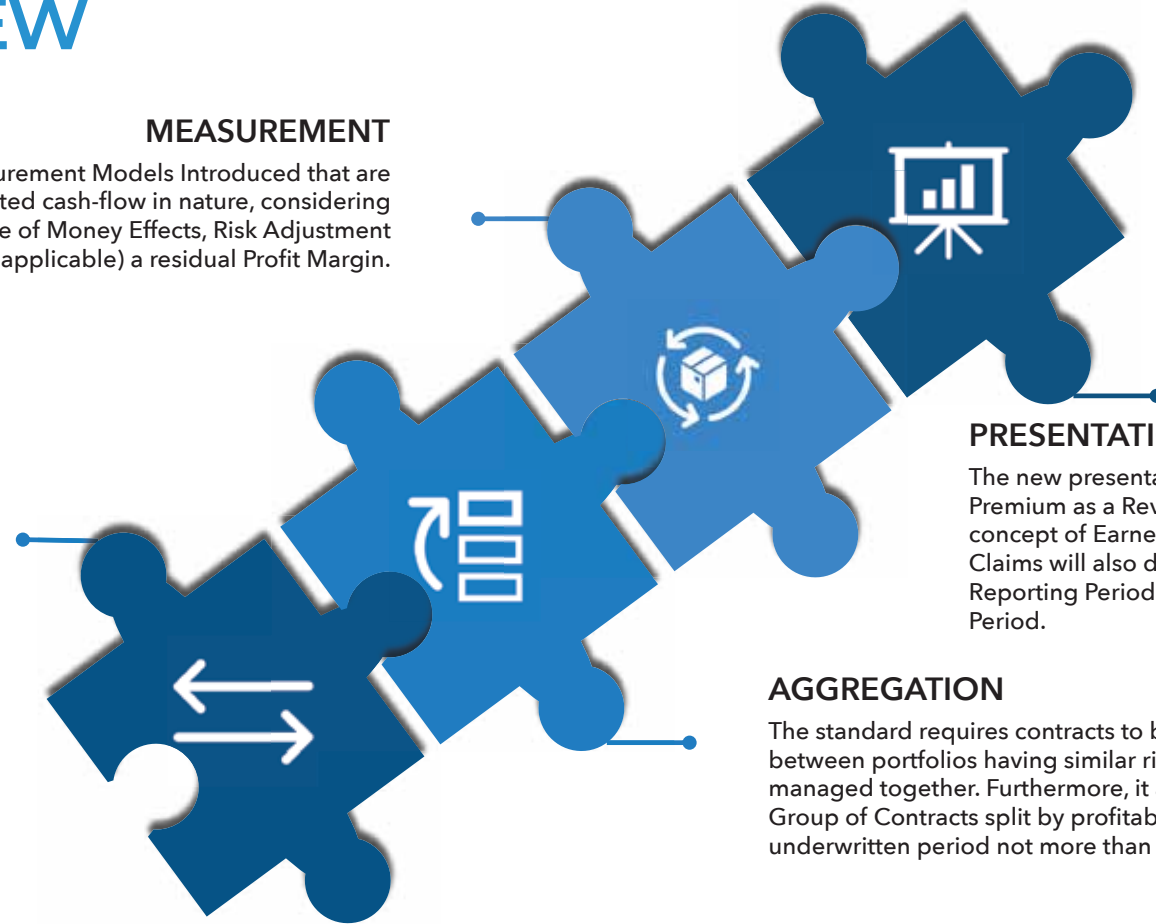 EW
MEASUREMENT
urement Models Introduced that are
ted cash-flow in nature, considering
e of Money Effects, Risk Adjustment
applicable) a residual Profit Margin.
PRESENTATI
The new presenta
Premium as a Rev
concept of Earne
Claims will also d
Reporting Period
Period.
AGGREGATION
The standard requires contracts to b
between portfolios having similar ri
managed together. Furthermore, it
Group of Contracts split by profitab
underwritten period not more than